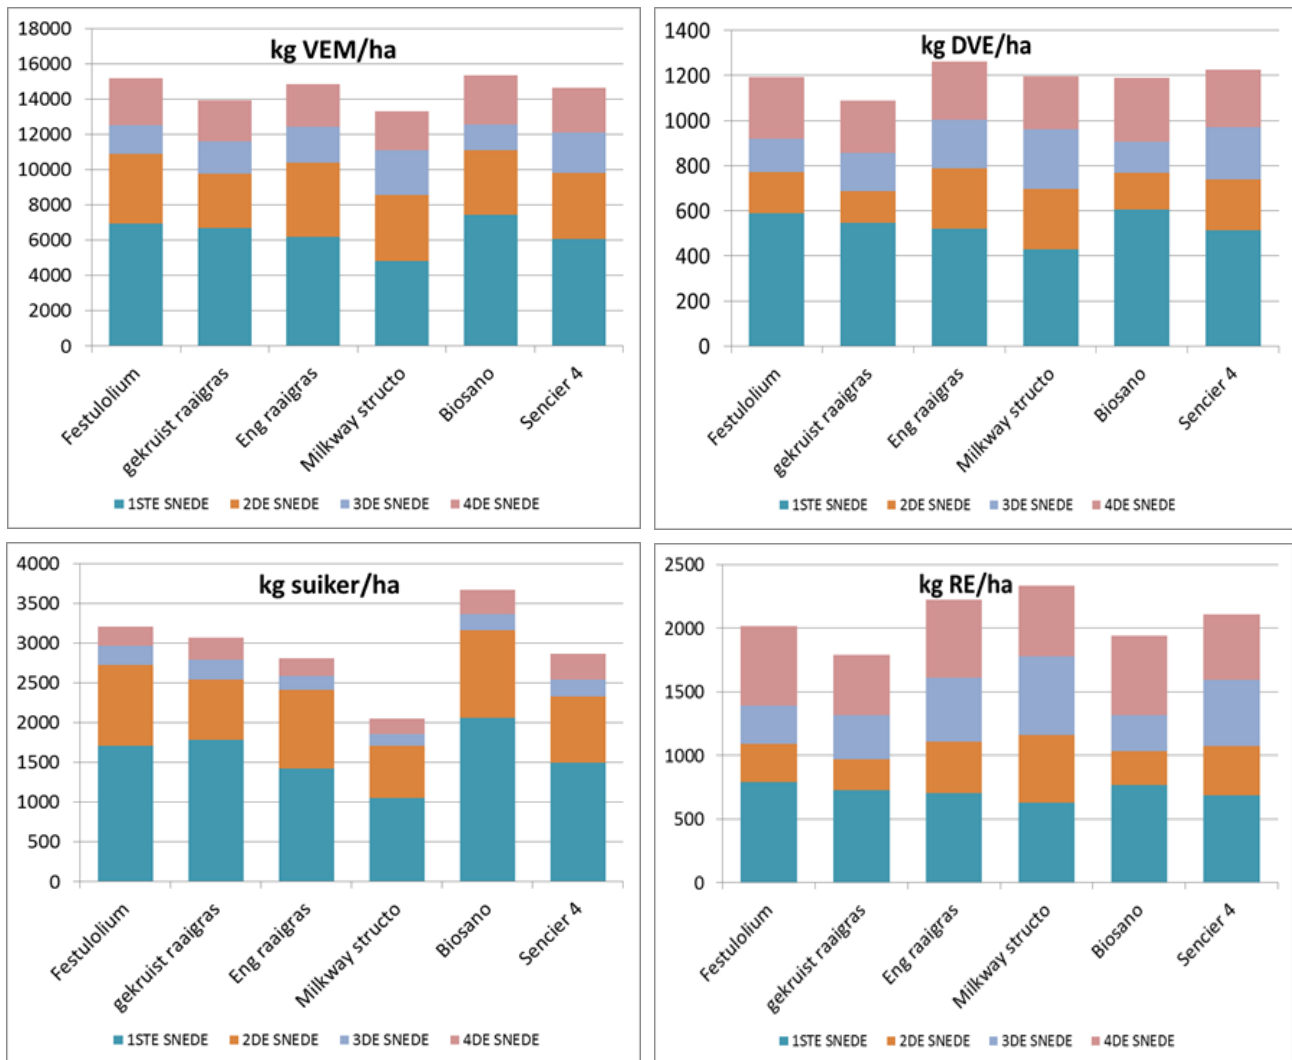 kg VEM/ha
18000
16000
14000
12000
10000
8000
6000
4000
2000
0
Festulolium
gekruist raaigras
Eng raaigras
Milkway structo
Biosano
Sencier 4
1STE SNEDE 2DE SNEDE 3DE SNEDE 4DE SNEDE
kg DVE/ha
1400
1200
1000
800
600
400
200
0
Festulolium
gekruist raaigras
Eng raaigras
Milkway structo
Biosano
Sencier 4
1STE SNEDE 2DE SNEDE 3DE SNEDE 4DE SNEDE
kg suiker/ha
4000
3500
3000
2500
2000
1500
1000
500
0
Festulolium
gekruist raaigras
Eng raaigras
Milkway structo
Biosano
Sencier 4
1STE SNEDE 2DE SNEDE 3DE SNEDE 4DE SNEDE
kg RE/ha
2500
2000
1500
1000
500
0
Festulolium
gekruist raaigras
Eng raaigras
Milkway structo
Biosano
Sencier 4
1STE SNEDE 2DE SNEDE 3DE SNEDE 4DE SNEDE